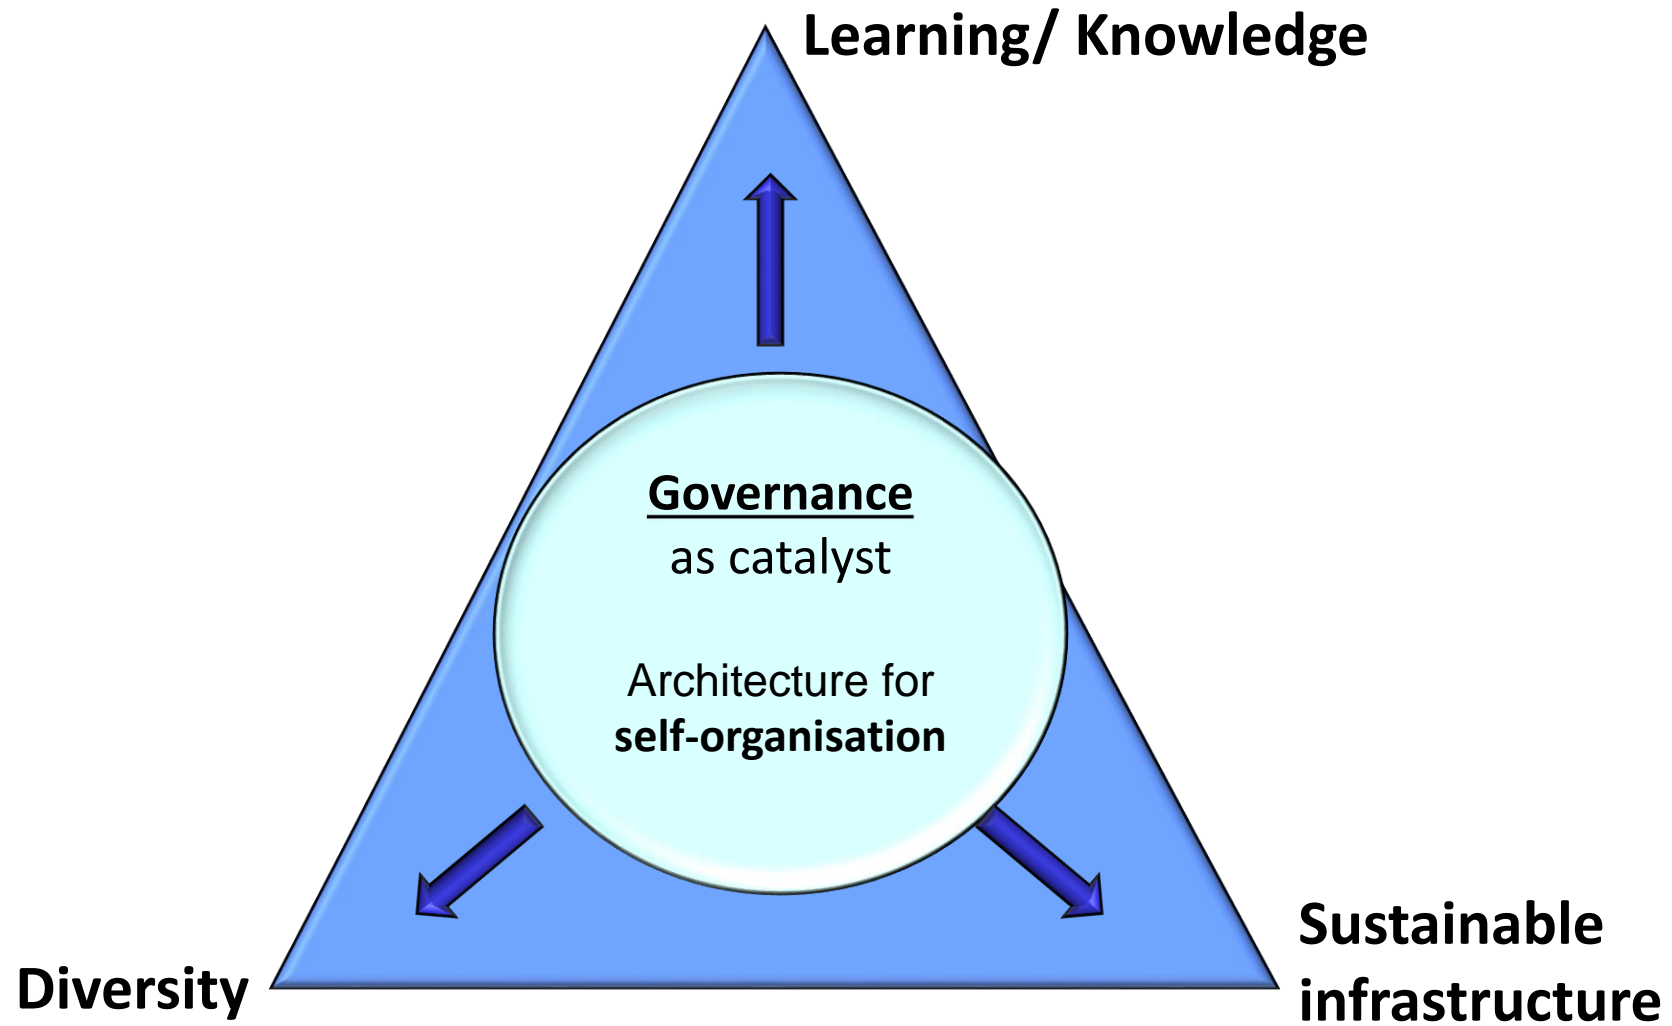 Learning/ Knowledge
Governance
as catalyst
Architecture for
self-organisation
Diversity
Sustainable
infrastructure